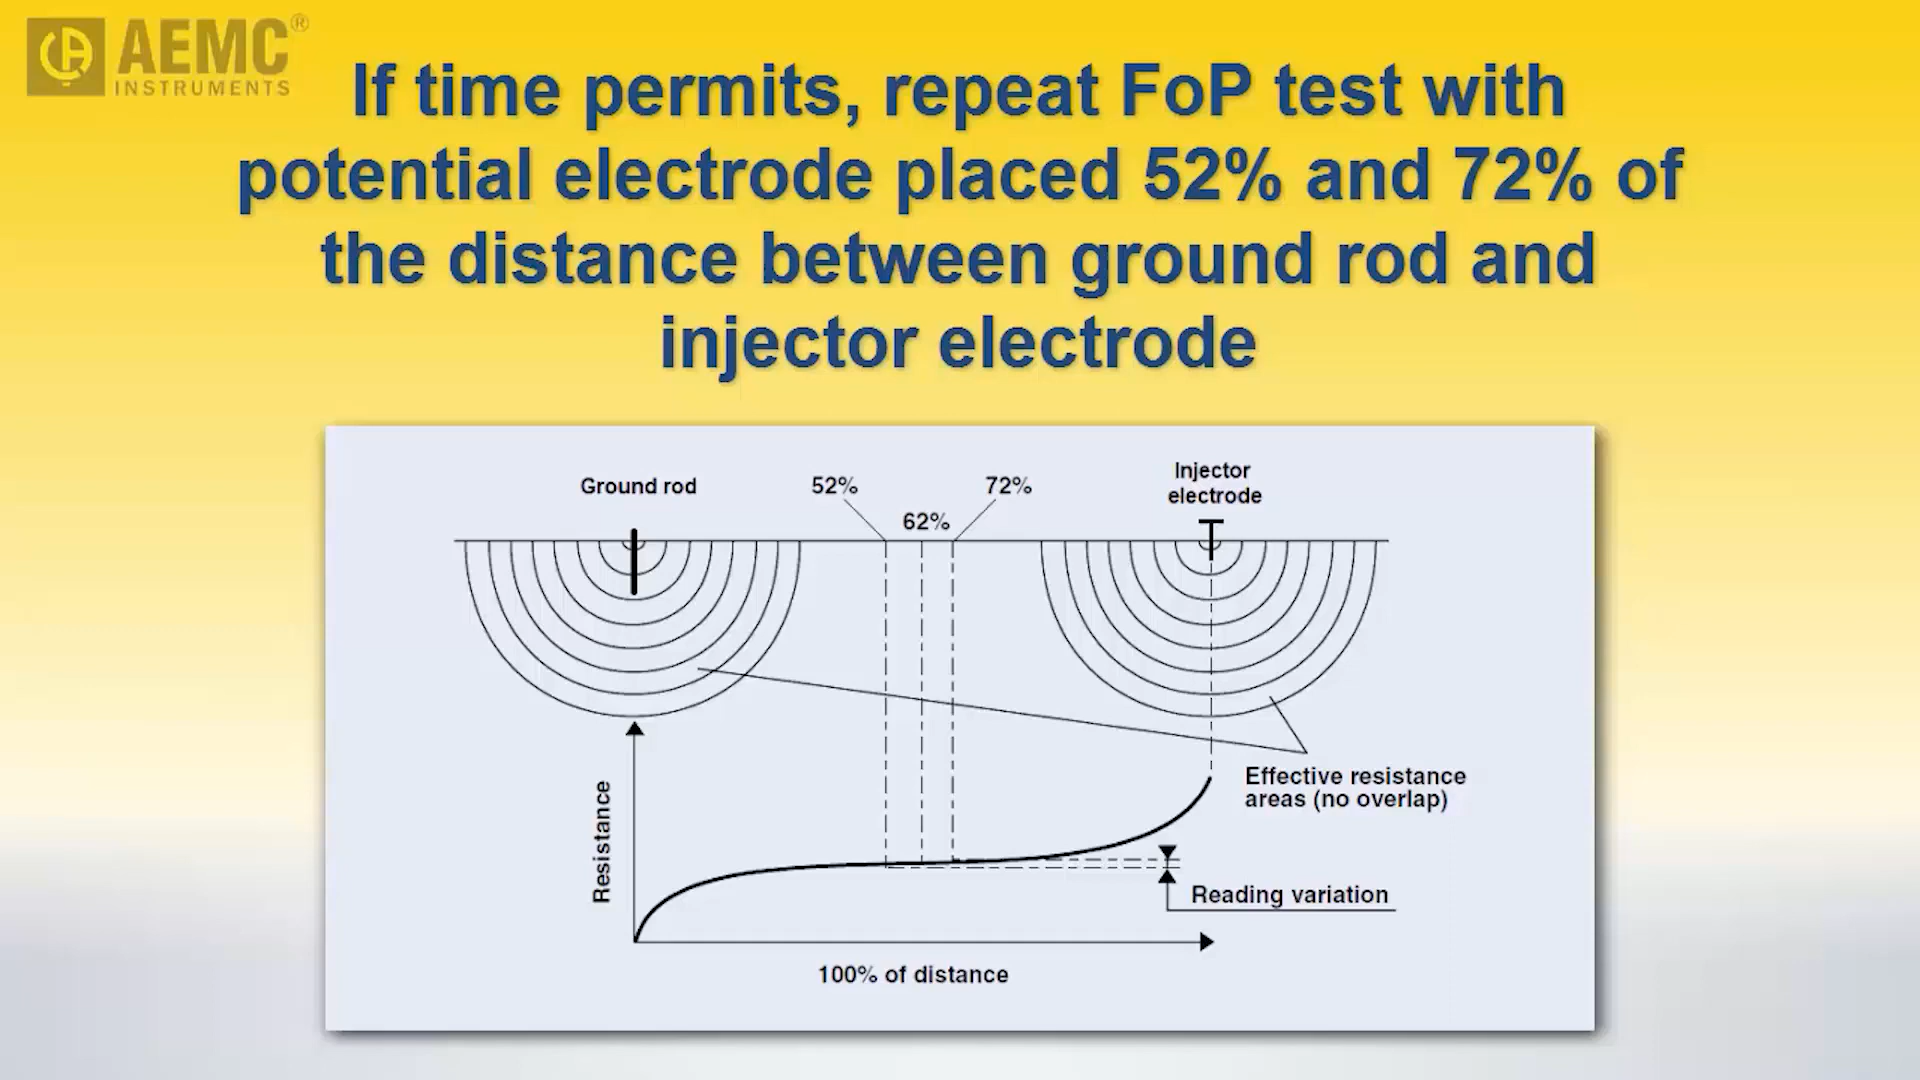 AEMC®
INSTRUMENTS
If time permits, repeat FoP test with
potential electrode placed 52% and 72% of
the distance between ground rod and
injector electrode
Ground rod
52%
62%
72%
Injector
electrode
Effective resistance
areas (no overlap)
Resistance
Reading variation
100% of distance